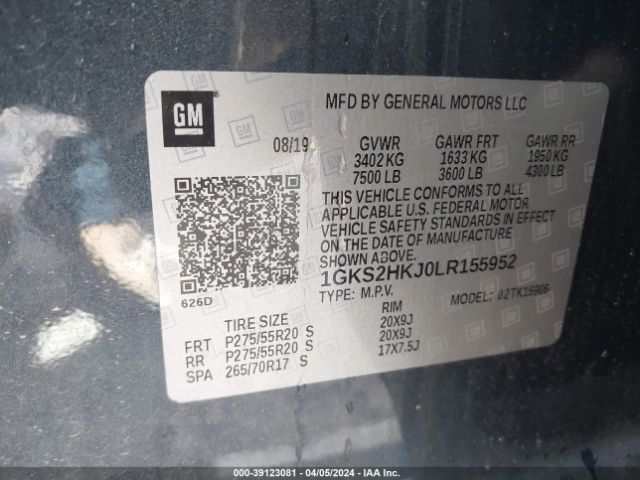 GM
MFD BY GENERAL MOTORS LLC
08/19 GVWR GAWR FRT GAWR RR
3402 KG 1633 KG 1950 KG
7500 LB 3600 LB 4300 LB
THIS VEHICLE CONFORMS TO ALL
APPLICABLE U.S. FEDERAL MOTOR
VEHICLE SAFETY STANDARDS IN EFFECT
ON THE DATE OF MANUFACTURE
SHOWN ABOVE.
1GKS2HKJ0LR155952
626D TYPE: M.P.V. MODEL: 02TK15906
TIRE SIZE RIM
FRT P275/55R20 S 20X9J
RR P275/55R20 S 20X9J
SPA 265/70R17 S 17X7.5J
000-39123081 - 04/05/2024 - IAA Inc.